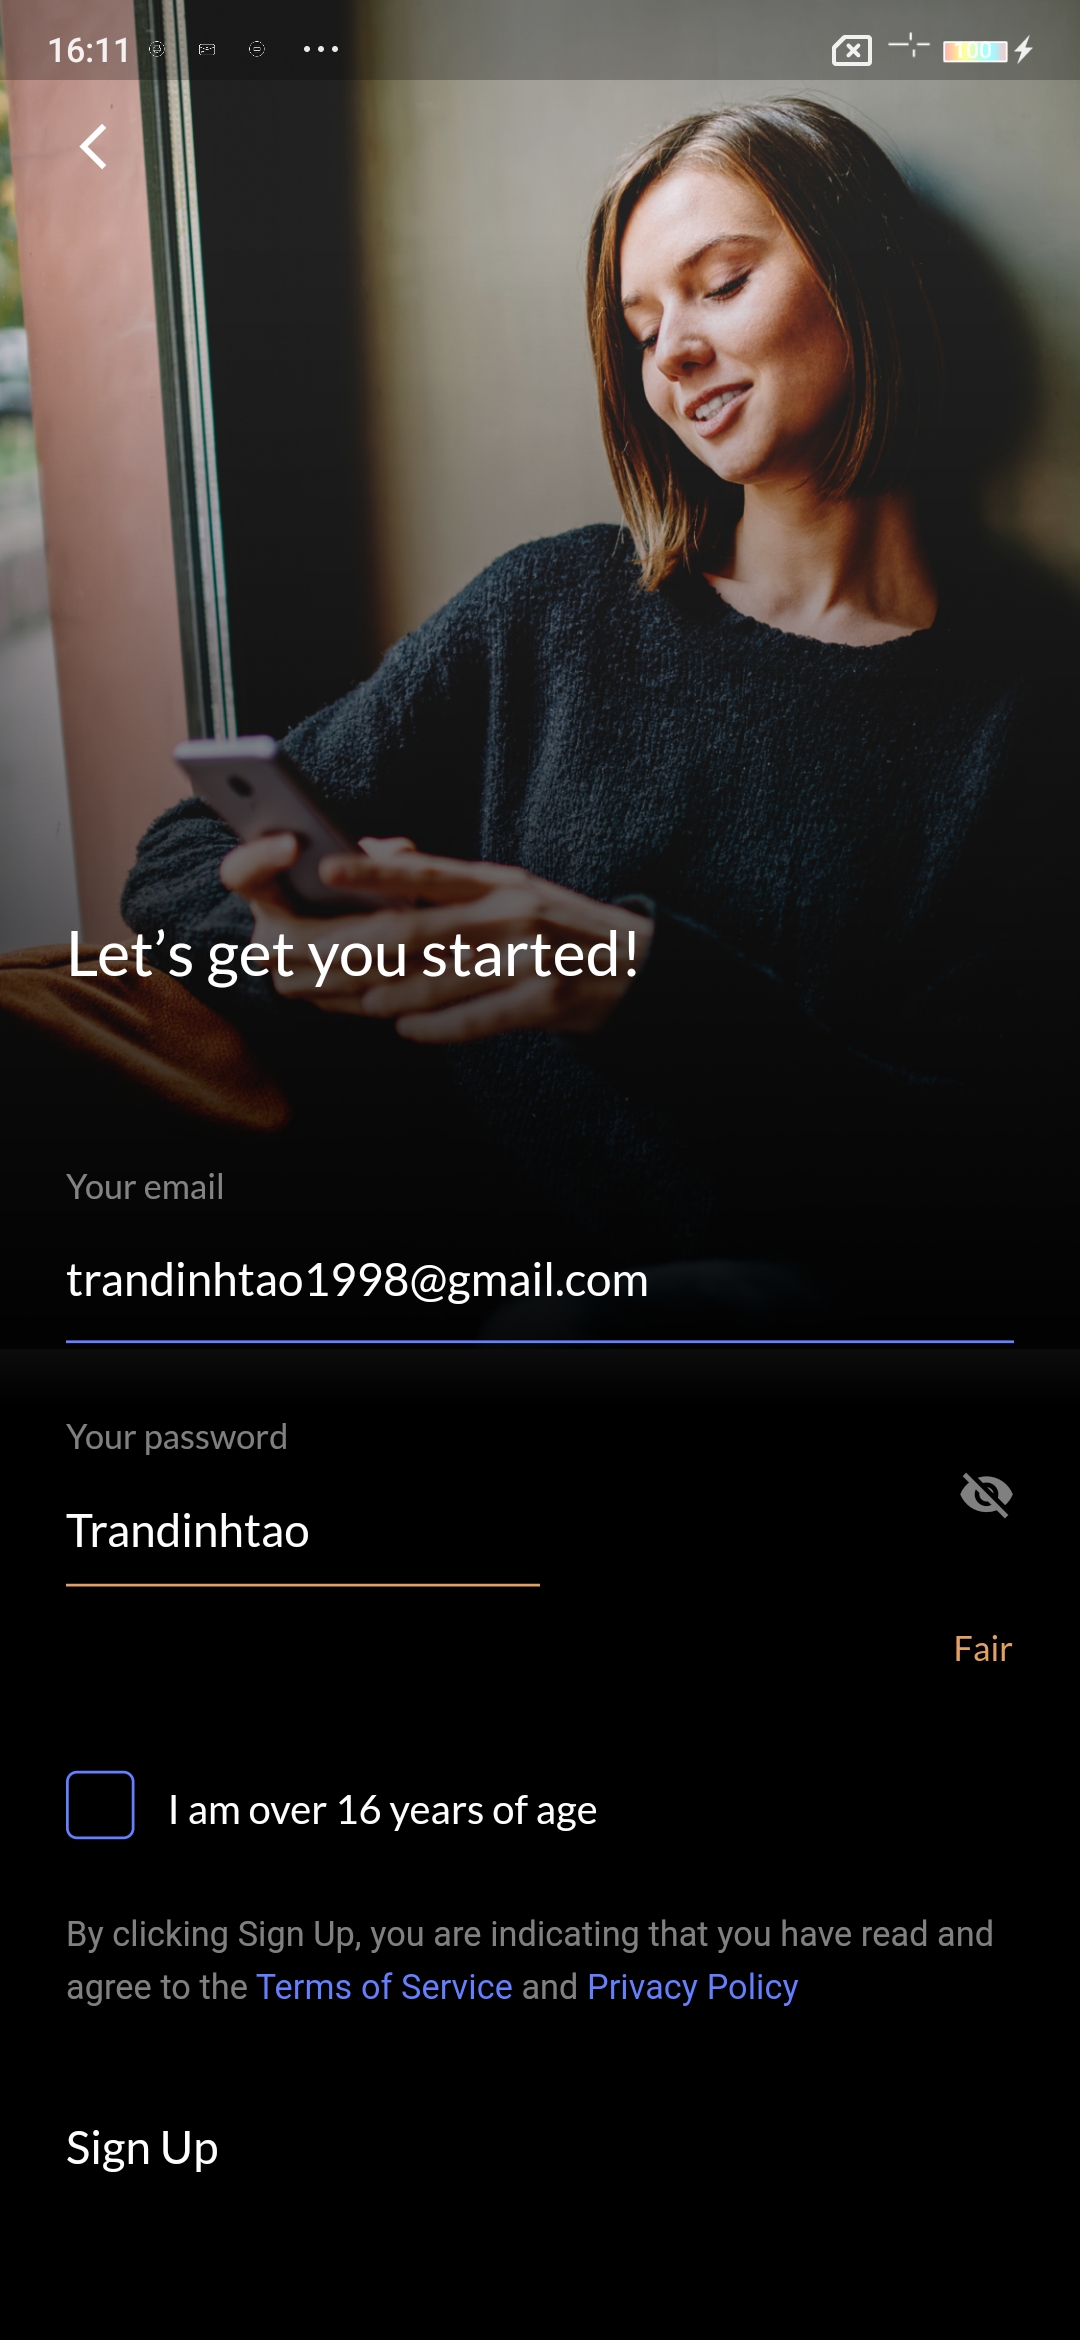 16:11
100
Let’s get you started!
Your email
trandinhtao1998@gmail.com
Your password
Trandinhtao
Fair
I am over 16 years of age
By clicking Sign Up, you are indicating that you have read and
agree to the Terms of Service and Privacy Policy
Sign Up